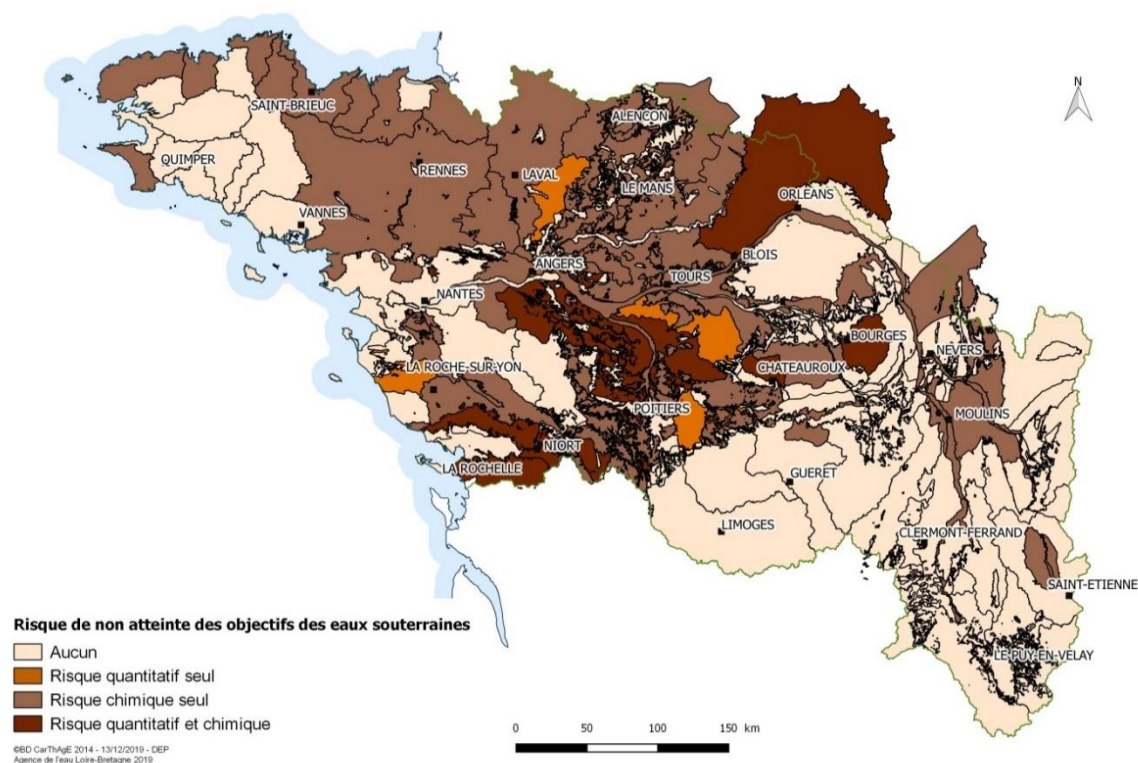 N
ALENCON
SAINT-BRIEUC
QUIMPER
RENNES
LAVAL
LE MANS
ORLEANS
VANNES
BLOIS
ANGERS
TOURS
NANTES
BOURGES
NEVERS
CHATEAUROUX
LA ROCHE-SUR-YON
POITIERS
MOULINS
NIORT
LA ROCHELLE
GUERET
LIMOGES
CLERMONT-FERRAND
SAINT-ETIENNE
LE PUY-EN-VELAY
Risque de non atteinte des objectifs des eaux souterraines
Aucun
Risque quantitatif seul
Risque chimique seul
Risque quantitatif et chimique
0 50 100 150 km
©BD CarThAgE 2014 - 13/12/2019 - DEP
Agence de l'eau Loire-Bretagne 2019